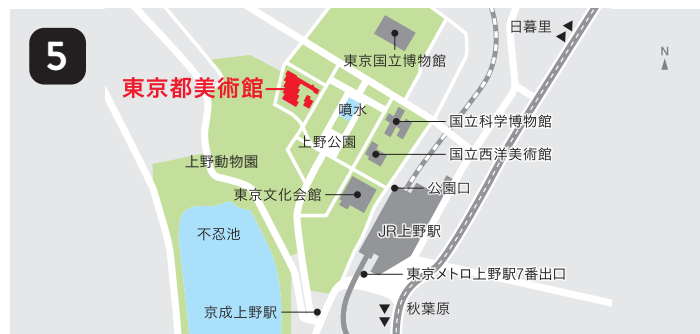 5
日暮里
N
東京国立博物館
東京都美術館
噴水
国立科学博物館
上野公園
国立西洋美術館
上野動物園
公園口
東京文化会館
不忍池
JR上野駅
東京メトロ上野駅7番出口
京成上野駅
秋葉原